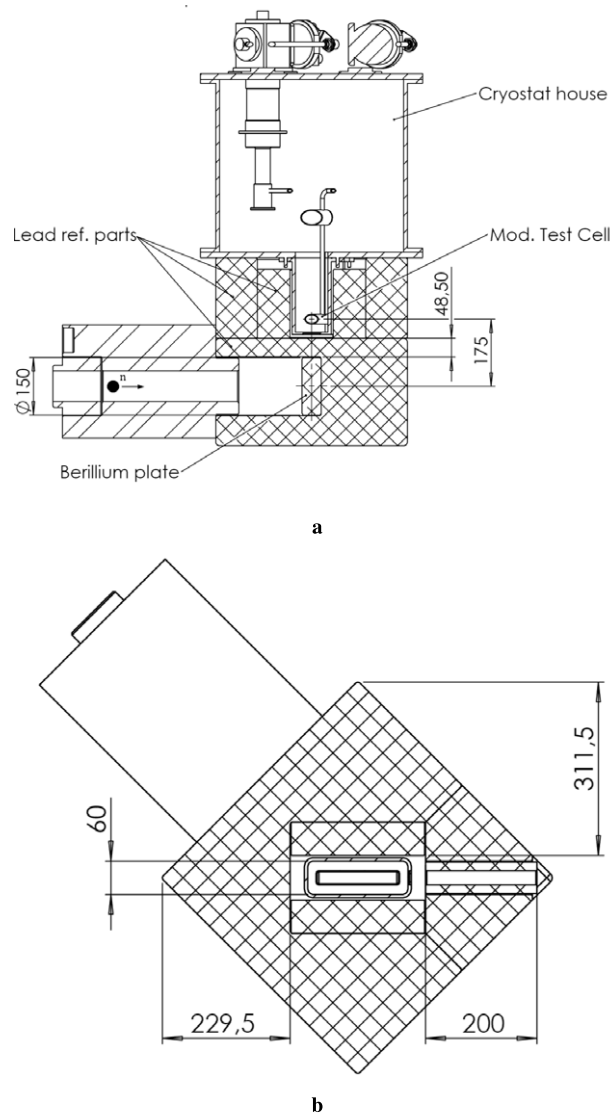 Cryostat house
Lead ref. parts
Mod. Test Cell
48,50
175
Ø150
n
Berillium plate
a
311,5
60
229,5
200
b